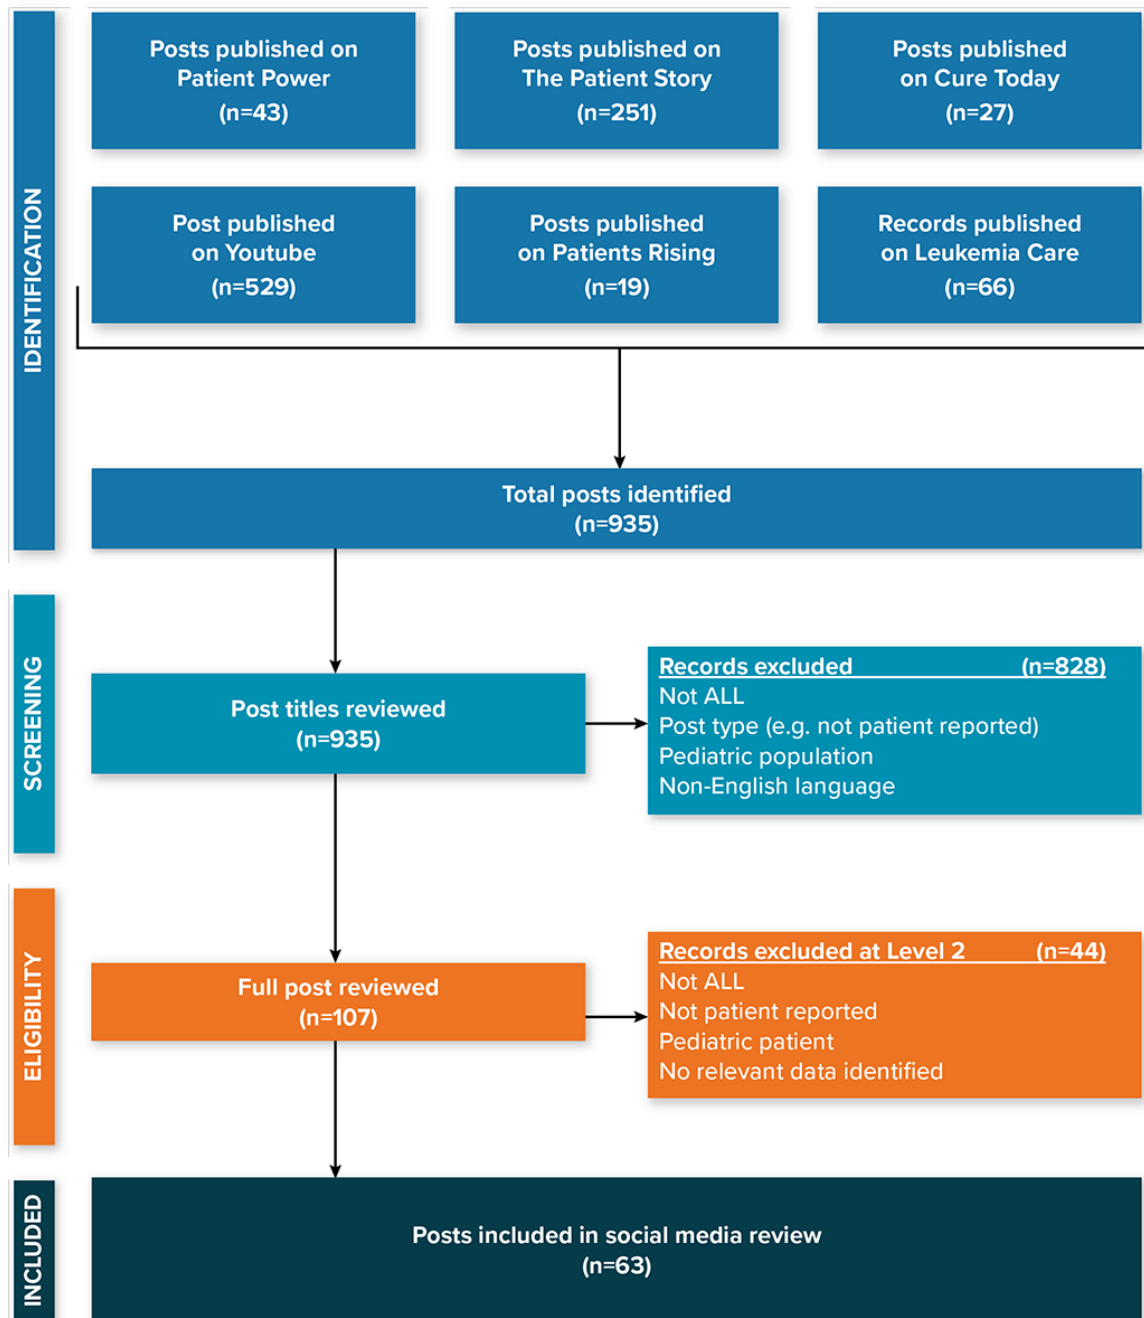 IDENTIFICATION
Posts published on
Patient Power
(n=43)
Posts published on
The Patient Story
(n=251)
Posts published
on Cure Today
(n=27)
Post published
on Youtube
(n=529)
Posts published
on Patients Rising
(n=19)
Records published
on Leukemia Care
(n=66)
Total posts identified
(n=935)
SCREENING
Post titles reviewed
(n=935)
Records excluded (n=828)
Not ALL
Post type (e.g. not patient reported)
Pediatric population
Non-English language
ELIGIBILITY
Full post reviewed
(n=107)
Records excluded at Level 2 (n=44)
Not ALL
Not patient reported
Pediatric patient
No relevant data identified
INCLUDED
Posts included in social media review
(n=63)